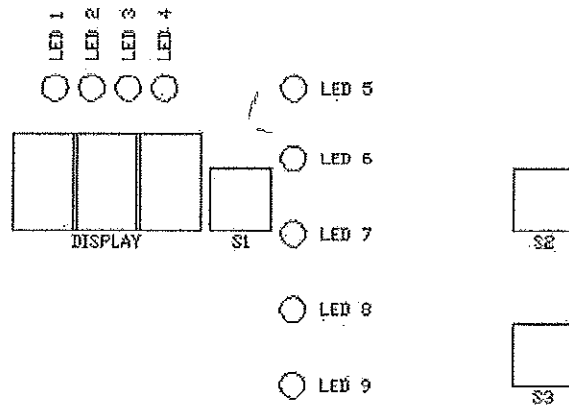 LED 1
LED 2
LED 3
LED 4
LED 5
LED 6
LED 7
LED 8
LED 9
DISPLAY
S1
S2
S3